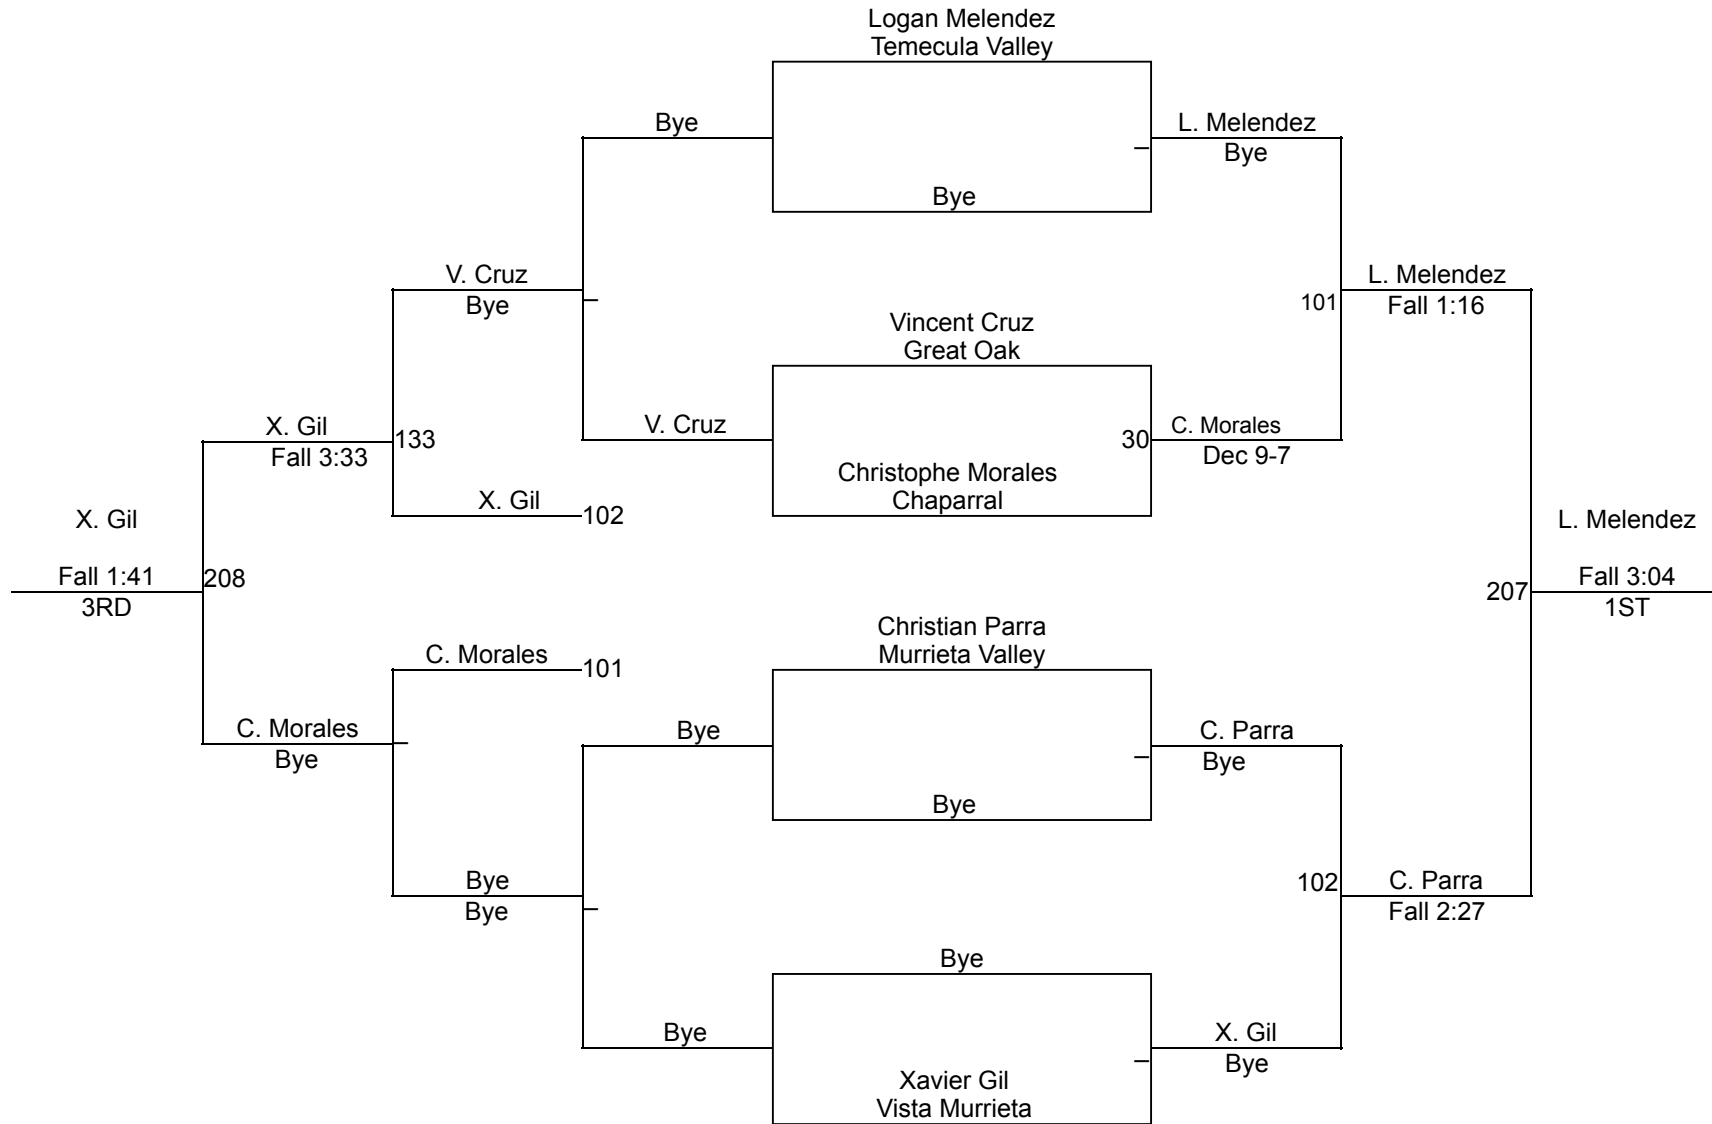 Logan Melendez
Temecula Valley
Bye
L. Melendez
Bye
Bye
V. Cruz
Bye
L. Melendez
101
Fall 1:16
Vincent Cruz
Great Oak
X. Gil
133
Fall 3:33
V. Cruz
30
C. Morales
Dec 9-7
Christophe Morales
Chaparral
X. Gil
102
X. Gil
L. Melendez
Fall 1:41
208
3RD
207
Fall 3:04
1ST
Christian Parra
Murrieta Valley
C. Morales
101
C. Morales
Bye
Bye
C. Parra
Bye
Bye
Bye
Bye
102
C. Parra
Fall 2:27
Bye
Bye
X. Gil
Bye
Xavier Gil
Vista Murrieta